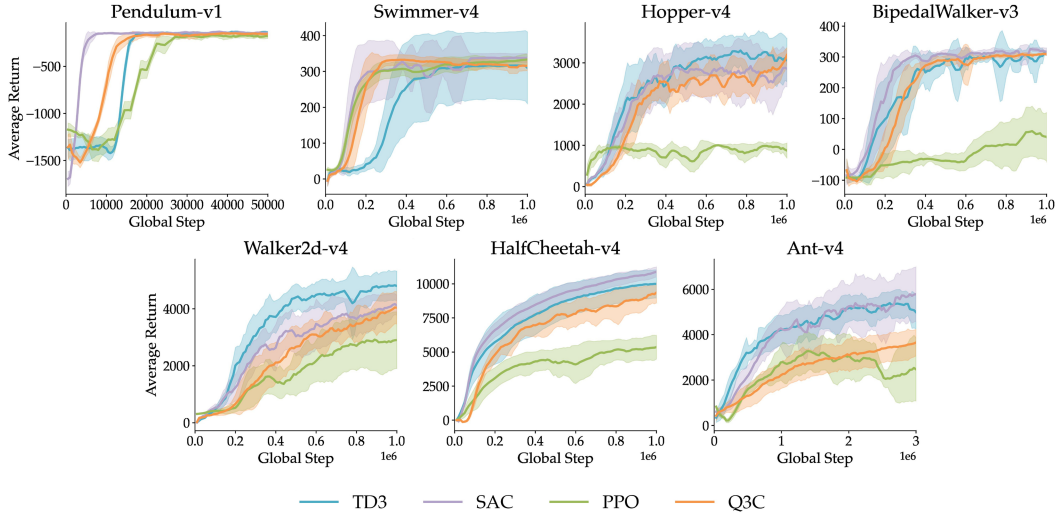 Pendulum-v1
Swimmer-v4
Hopper-v4
BipedalWalker-v3
Average Return
−500
−1000
−1500
0 10000 20000 30000 40000 50000
Global Step
400
300
200
100
0
0.0 0.2 0.4 0.6 0.8 1.0
Global Step
1e6
3000
2000
1000
0
0.0 0.2 0.4 0.6 0.8 1.0
Global Step
1e6
400
300
200
100
0
−100
0.0 0.2 0.4 0.6 0.8 1.0
Global Step
1e6
Walker2d-v4
HalfCheetah-v4
Ant-v4
Average Return
4000
2000
0
0.0 0.2 0.4 0.6 0.8 1.0
Global Step
1e6
10000
7500
5000
2500
0
0.0 0.2 0.4 0.6 0.8 1.0
Global Step
1e6
6000
4000
2000
0
0 1 2 3
Global Step
1e6
TD3 SAC PPO Q3C